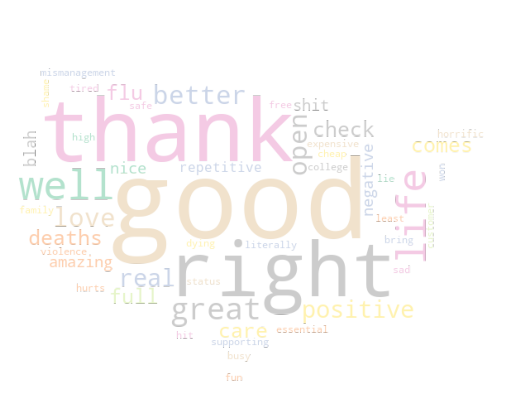 mismanagement
shame
tired
flu
safe
better
free
shit
thank
open
check
expensive
cheap
horrific
comes
blah
high
nice
repetitive
college
negative
lie
won
well
good
life
family
love
least
bring
deaths
dying
literally
violence,
amazing
real
right
sad
hurts
full
status
great
positive
care
essential
hit
supporting
busy
fun